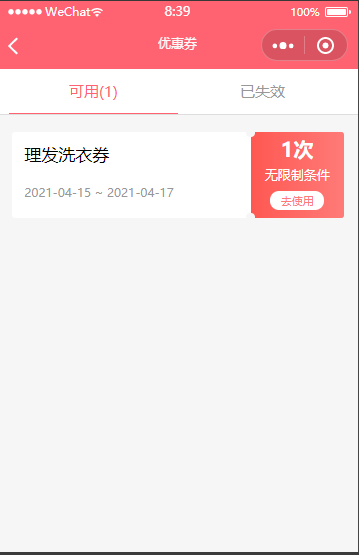 WeChat 8:39 100%
优惠券
可用(1) 已失效
理发洗衣券
2021-04-15 ~ 2021-04-17
1次
无限制条件
去使用